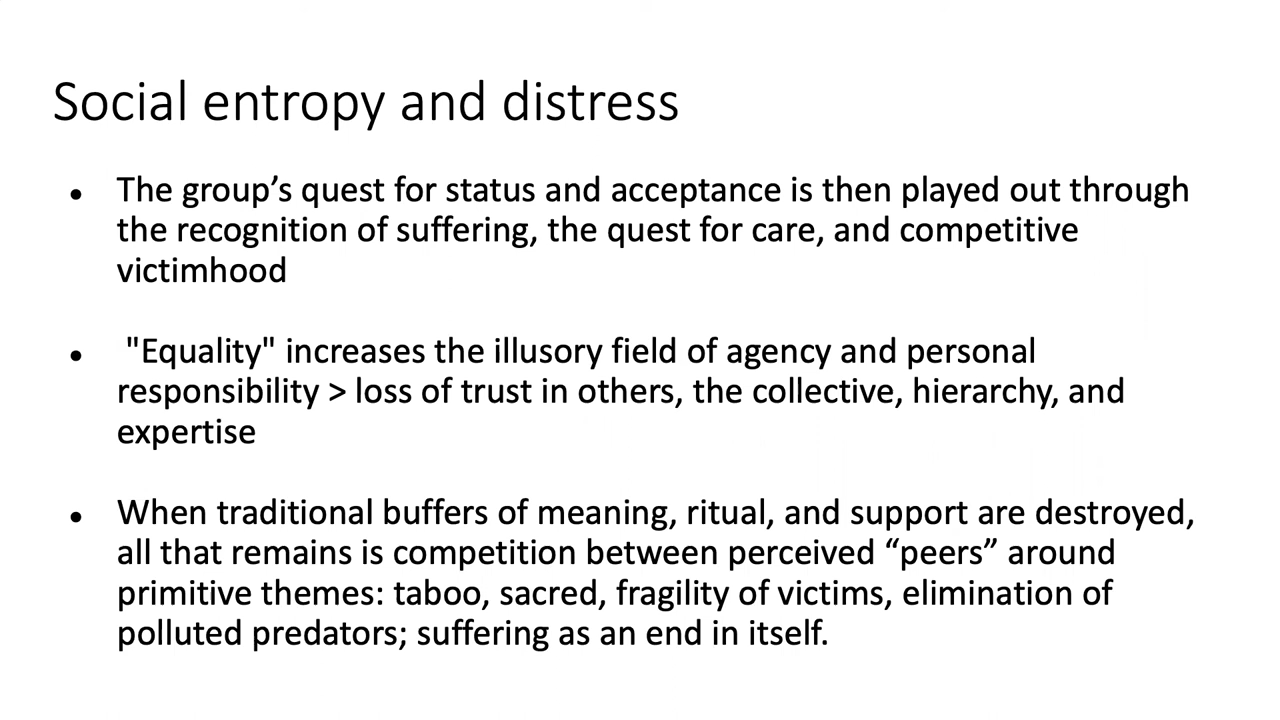 Social entropy and distress
● The group’s quest for status and acceptance is then played out through
the recognition of suffering, the quest for care, and competitive
victimhood
● "Equality" increases the illusory field of agency and personal
responsibility > loss of trust in others, the collective, hierarchy, and
expertise
● When traditional buffers of meaning, ritual, and support are destroyed,
all that remains is competition between perceived “peers” around
primitive themes: taboo, sacred, fragility of victims, elimination of
polluted predators; suffering as an end in itself.